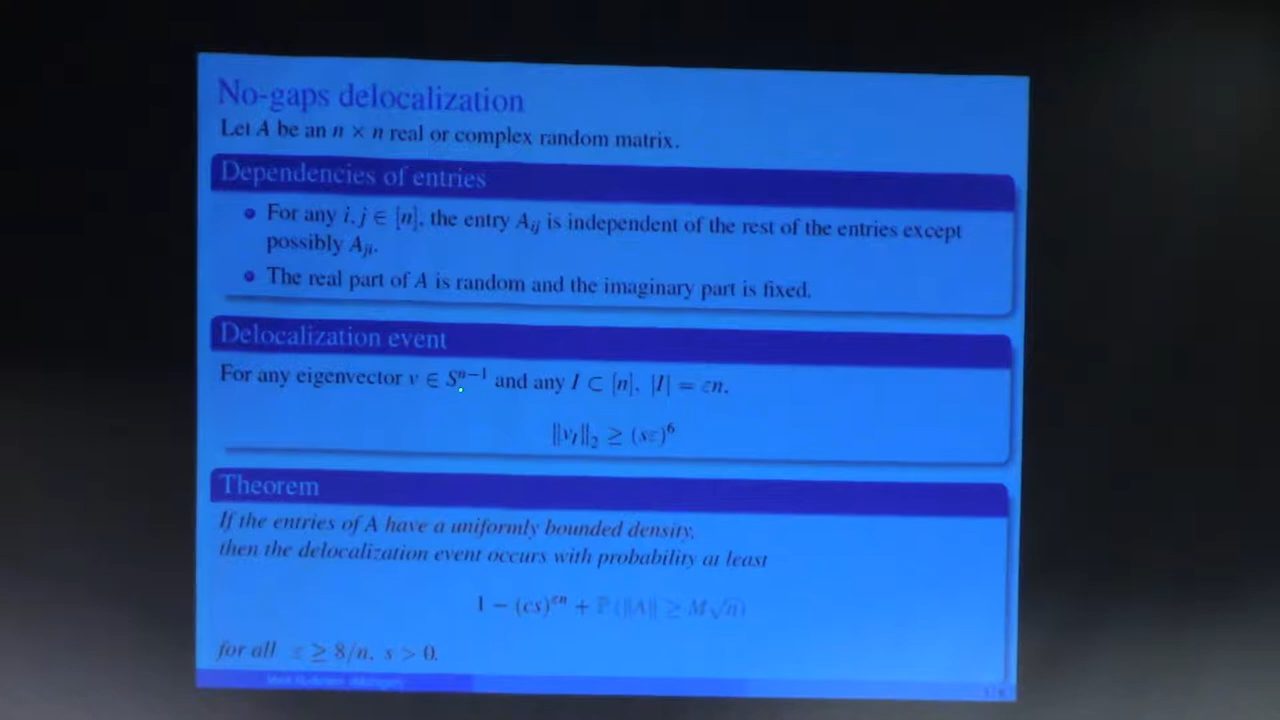 No-gaps delocalization
Let A be an n × n real or complex random matrix.
Dependencies of entries
• For any i, j ∈ [n], the entry A_{ij} is independent of the rest of the entries except
possibly A_{ji}.
• The real part of A is random and the imaginary part is fixed.
Delocalization event
For any eigenvector v ∈ S^{n−1} and any I ⊂ [n], |I| = εn,
‖v_I‖_2 ≥ (sε)^6
Theorem
If the entries of A have a uniformly bounded density,
then the delocalization event occurs with probability at least
1 − (cs)^{εn} + ℙ(‖A‖ ≥ M√n)
for all ε ≥ 8/n, s > 0.